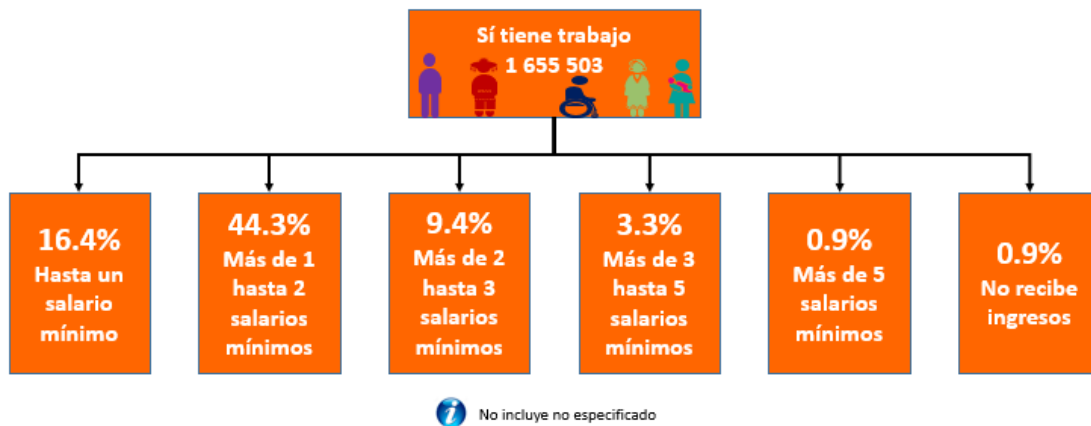 Sí tiene trabajo
1 655 503
16.4%
Hasta un
salario
mínimo
44.3%
Más de 1
hasta 2
salarios
mínimos
9.4%
Más de 2
hasta 3
salarios
mínimos
3.3%
Más de 3
hasta 5
salarios
mínimos
0.9%
Más de 5
salarios
mínimos
0.9%
No recibe
ingresos
i No incluye no especificado